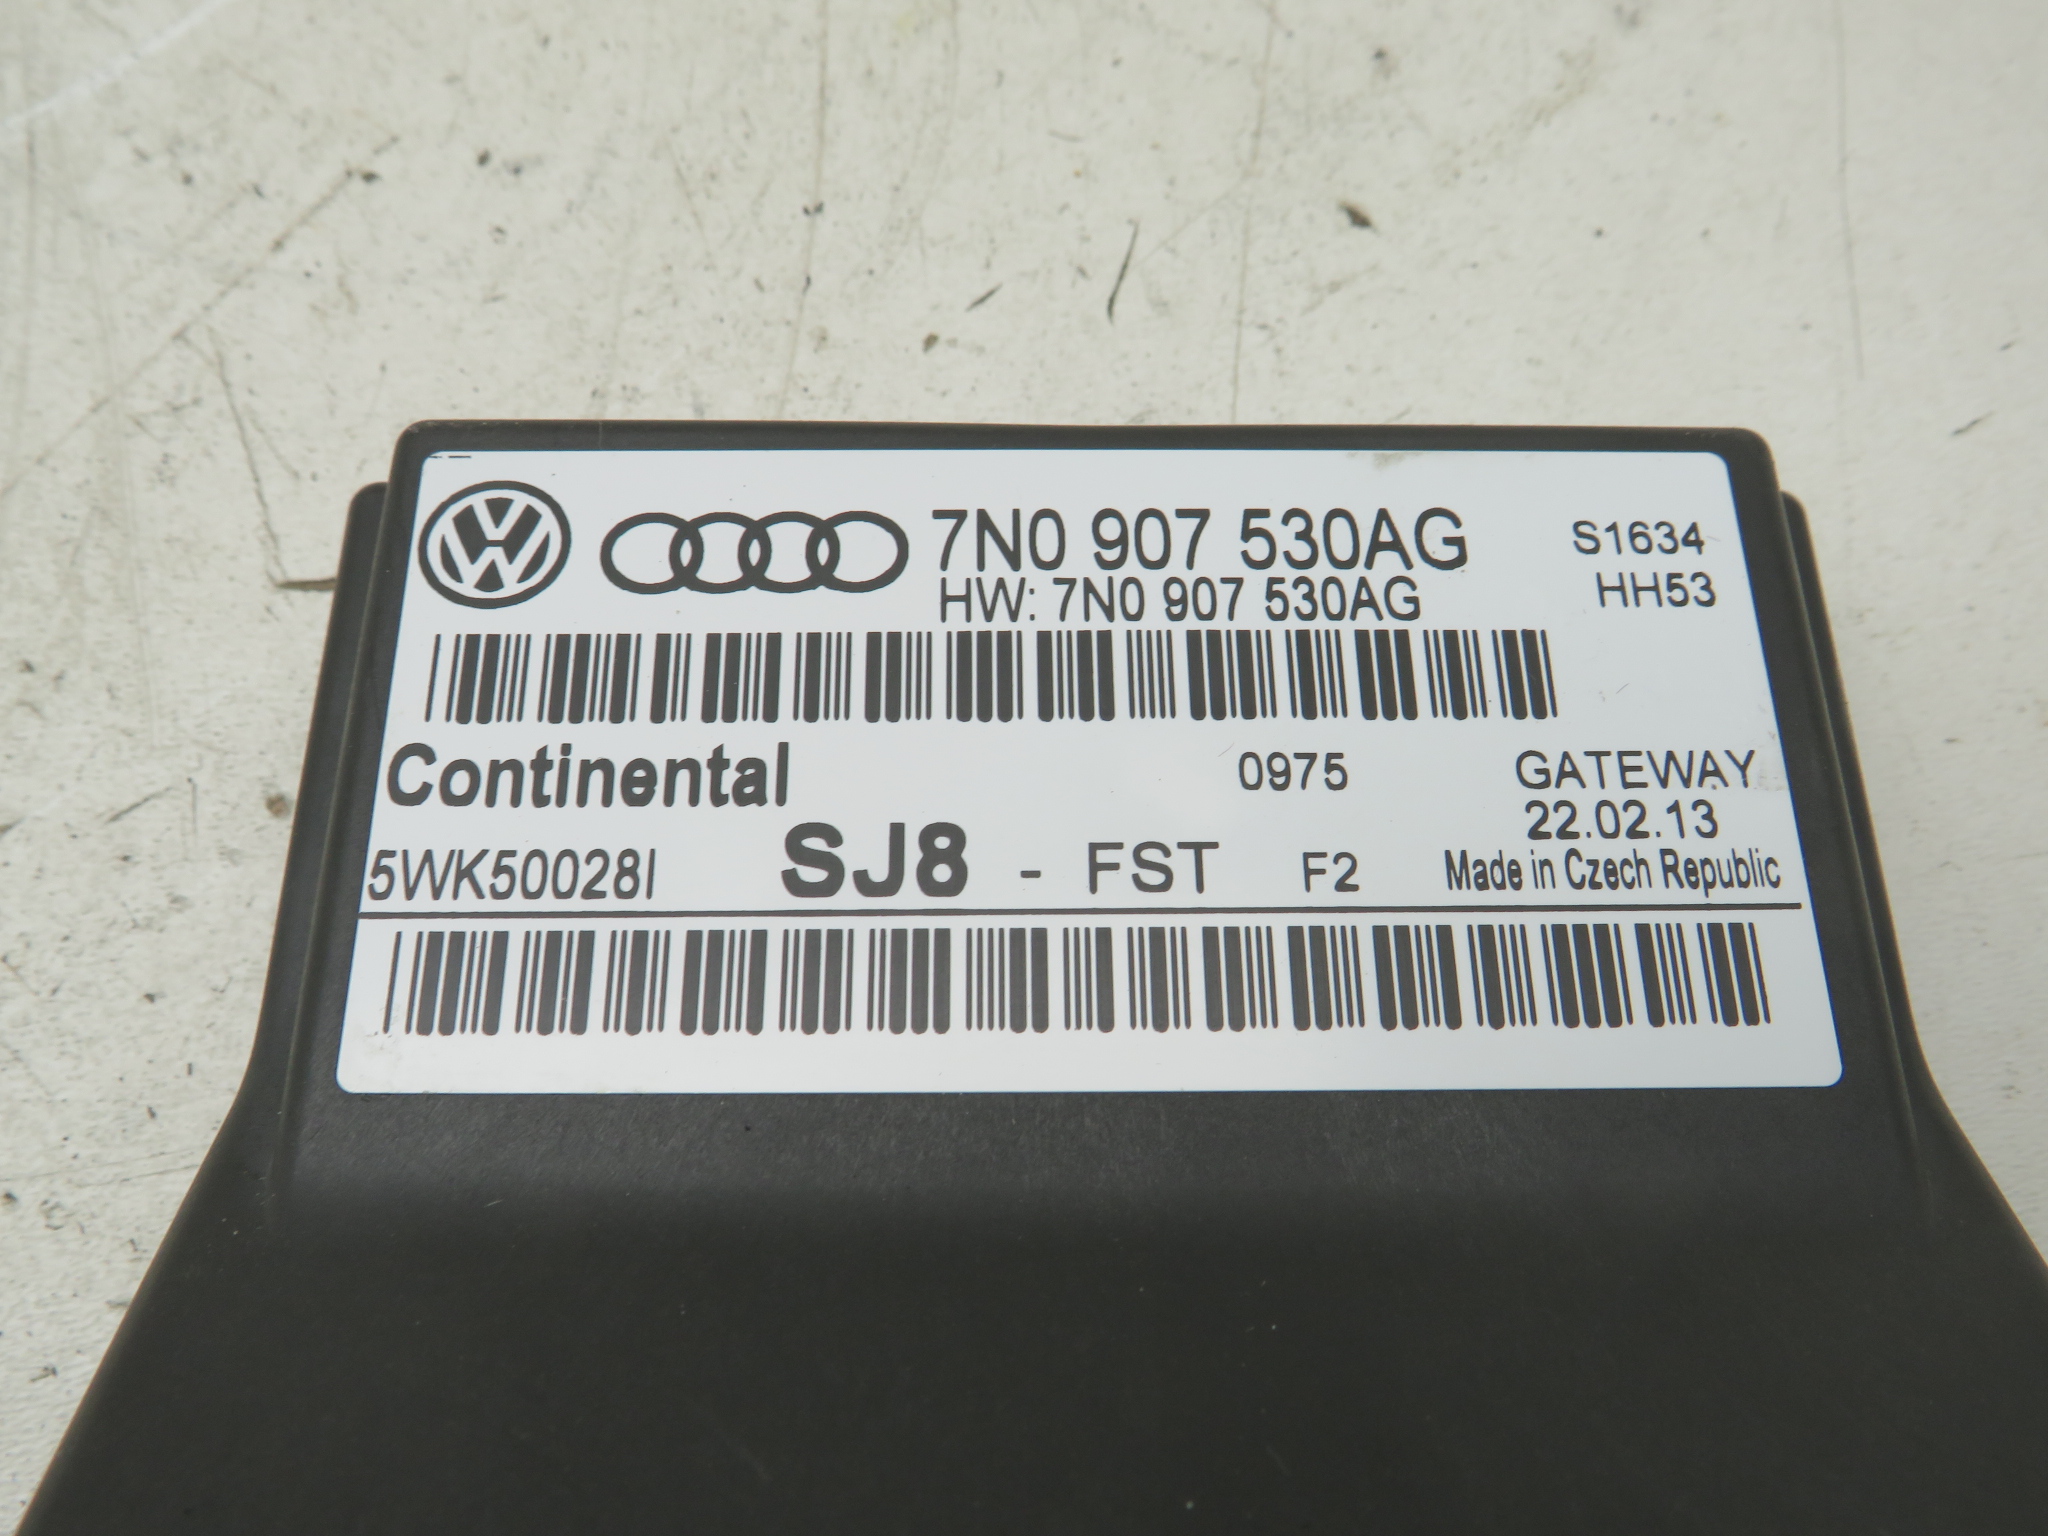 7N0 907 530AG S1634
HW: 7N0 907 530AG HH53
Continental 0975 GATEWAY
22.02.13
5WK50028I SJ8 - FST F2 Made in Czech Republic